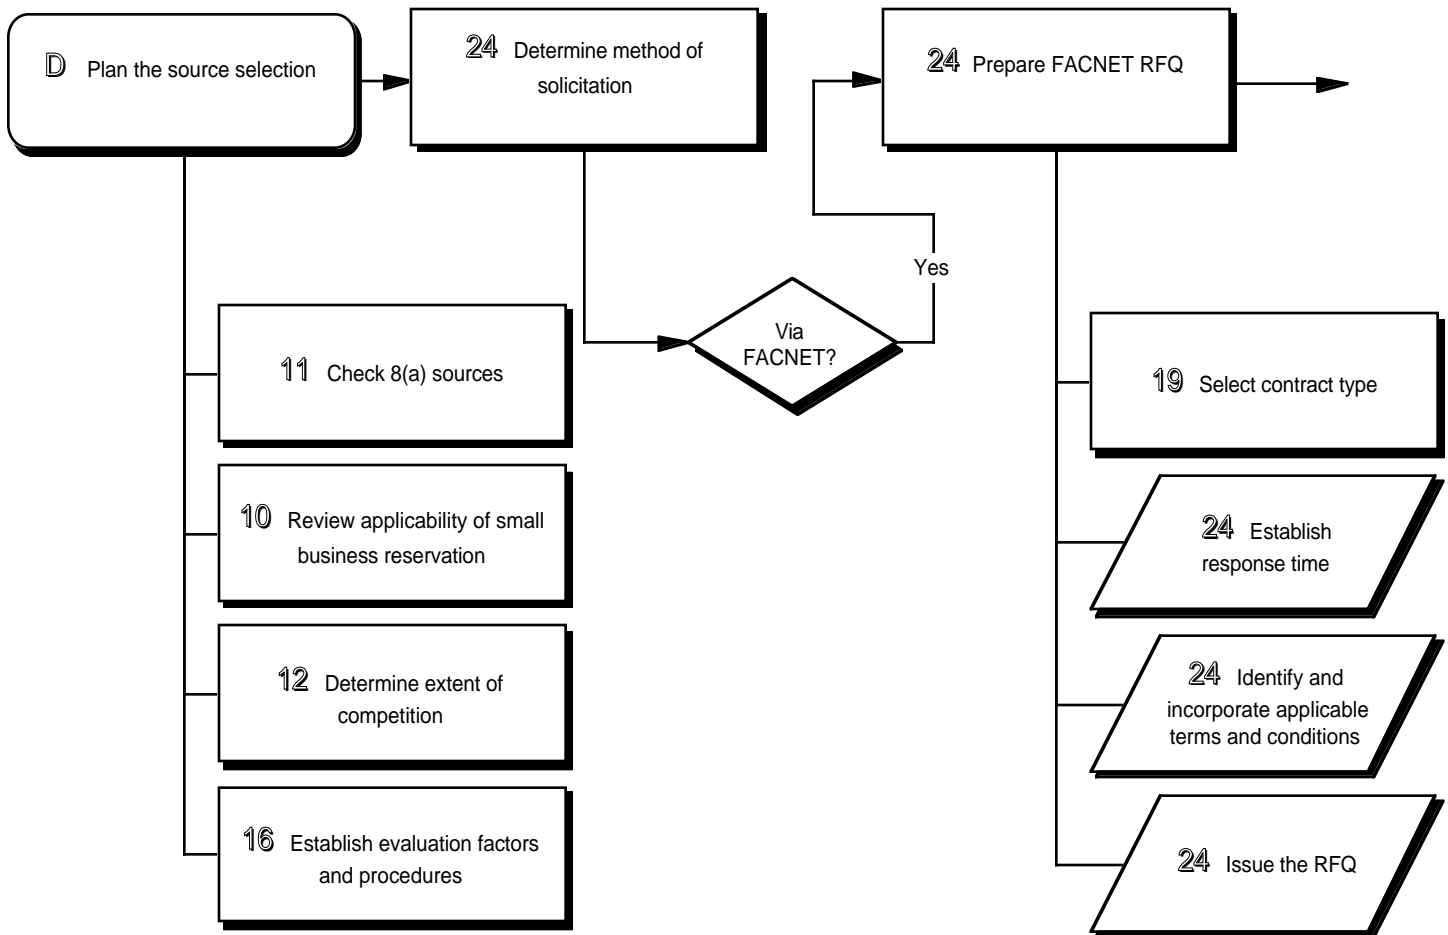 D Plan the source selection
24 Determine method of
solicitation
24 Prepare FACNET RFQ
Yes
Via
FACNET?
11 Check 8(a) sources
10 Review applicability of small
business reservation
12 Determine extent of
competition
16 Establish evaluation factors
and procedures
19 Select contract type
24 Establish
response time
24 Identify and
incorporate applicable
terms and conditions
24 Issue the RFQ